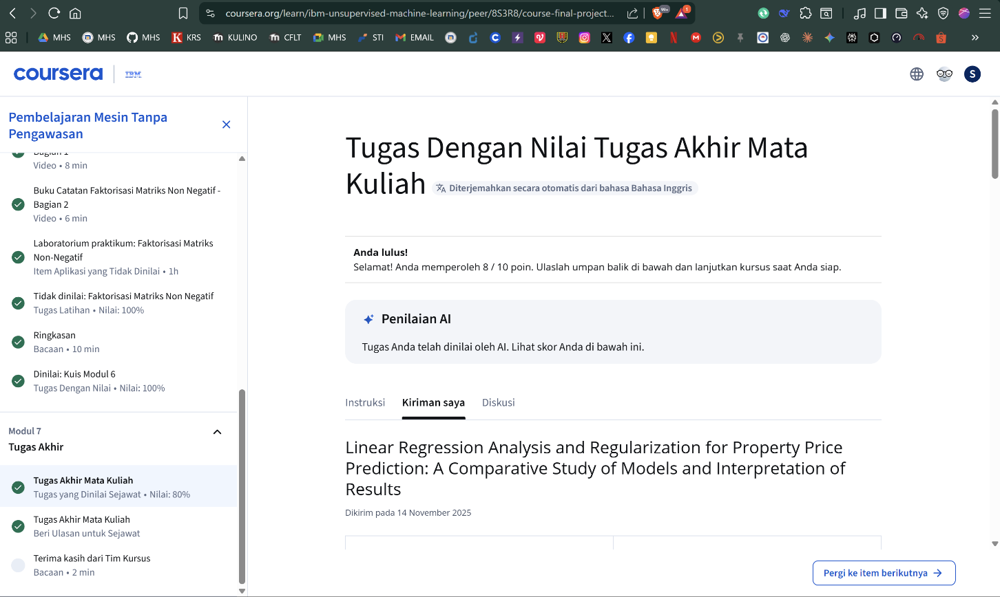 coursera.org/learn/ibm-unsupervised-machine-learning/peer/8S3R8/course-final-project...
99+
1
MHS
MHS
MHS
KRS
KULINO
CFLT
MHS
STI
EMAIL
coursera
IBM
S
Pembelajaran Mesin Tanpa
Pengawasan
Bagian 1
Video • 8 min
Buku Catatan Faktorisasi Matriks Non Negatif -
Bagian 2
Video • 6 min
Laboratorium praktikum: Faktorisasi Matriks
Non-Negatif
Item Aplikasi yang Tidak Dinilai • 1h
Tidak dinilai: Faktorisasi Matriks Non Negatif
Tugas Latihan • Nilai: 100%
Ringkasan
Bacaan • 10 min
Dinilai: Kuis Modul 6
Tugas Dengan Nilai • Nilai: 100%
Modul 7
Tugas Akhir
Tugas Akhir Mata Kuliah
Tugas yang Dinilai Sejawat • Nilai: 80%
Tugas Akhir Mata Kuliah
Beri Ulasan untuk Sejawat
Terima kasih dari Tim Kursus
Bacaan • 2 min
Tugas Dengan Nilai Tugas Akhir Mata
Kuliah
Diterjemahkan secara otomatis dari bahasa Bahasa Inggris
Anda lulus!
Selamat! Anda memperoleh 8 / 10 poin. Ulaslah umpan balik di bawah dan lanjutkan kursus saat Anda siap.
Penilaian AI
Tugas Anda telah dinilai oleh AI. Lihat skor Anda di bawah ini.
Instruksi
Kiriman saya
Diskusi
Linear Regression Analysis and Regularization for Property Price
Prediction: A Comparative Study of Models and Interpretation of
Results
Dikirim pada 14 November 2025
Pergi ke item berikutnya